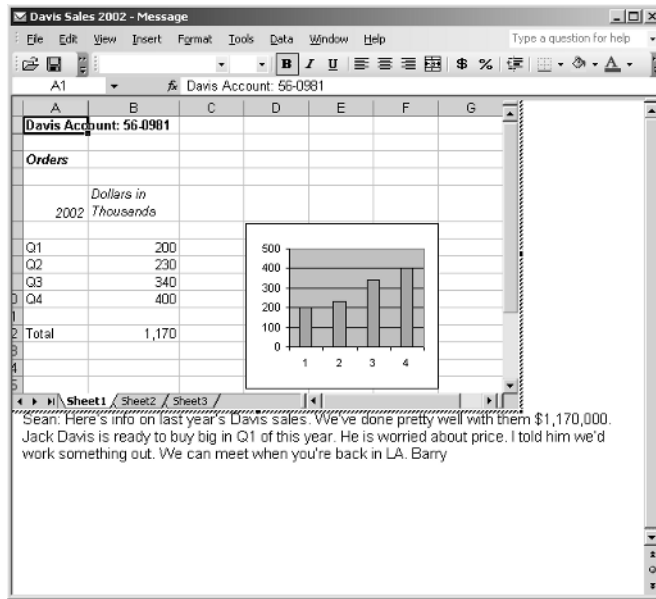 Davis Sales 2002 - Message
File Edit View Insert Format Tools Data Window Help Type a question for help
B I U $ % A
A1 fx Davis Account: 56-0981
A B C D E F G
Davis Account: 56-0981
Orders
Dollars in
2002 Thousands
Q1 200
Q2 230
Q3 340
Q4 400
Total 1,170
500
400
300
200
100
0
1 2 3 4
Sheet1 Sheet2 Sheet3
Sean: Here's info on last year's Davis sales. We've done pretty well with them $1,170,000.
Jack Davis is ready to buy big in Q1 of this year. He is worried about price. I told him we'd
work something out. We can meet when you're back in LA. Barry